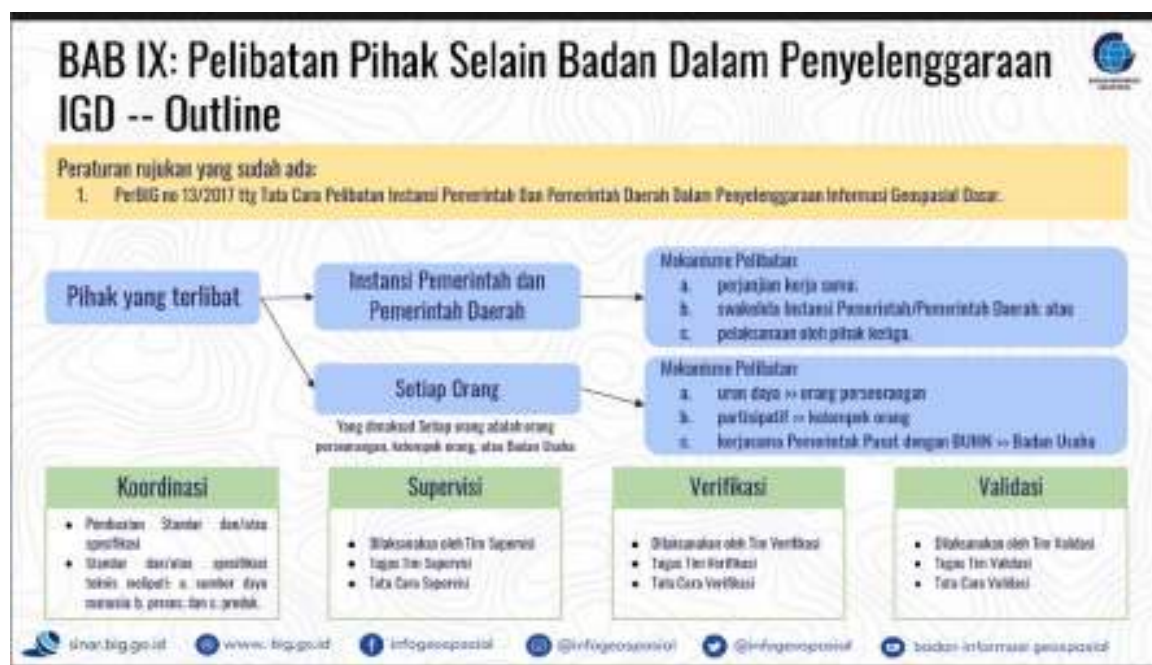 BAB IX: Pelibatan Pihak Selain Badan Dalam Penyelenggaraan
IGD -- Outline
Peraturan rujukan yang sudah ada:
1. PerBIG no 13/2017 ttg Tata Cara Pelibatan Instansi Pemerintah Dan Pemerintah Daerah Dalam Penyelenggaraan Informasi Geospasial Dasar.
Pihak yang terlibat
Instansi Pemerintah dan
Pemerintah Daerah
Mekanisme Pelibatan
a. perjanjian kerja sama;
b. swakelola Instansi Pemerintah/Pemerintah Daerah; atau
c. pelaksanaan oleh pihak ketiga.
Setiap Orang
Yang dimaksud Setiap orang adalah orang
perseorangan, kelompok orang, atau Badan Usaha
Mekanisme Pelibatan
a. urun daya >> orang perseorangan
b. partisipatif >> kelompok orang
c. kerjasama Pemerintah Pusat dengan BUMN >> Badan Usaha
Koordinasi
• Pembuatan Standar dan/atau
spesifikasi
• Standar dan/atau spesifikasi
teknis meliputi: a. sumber daya
manusia b. proses; dan c. produk.
Supervisi
• Dilaksanakan oleh Tim Supervisi
• Tugas Tim Supervisi
• Tata Cara Supervisi
Verifikasi
• Dilaksanakan oleh Tim Verifikasi
• Tugas Tim Verifikasi
• Tata Cara Verifikasi
Validasi
• Dilaksanakan oleh Tim Validasi
• Tugas Tim Validasi
• Tata Cara Validasi
sinar.big.go.id www. big.go.id infogeospasial @infogeospasial @infogeospasial badan informasi geospasial